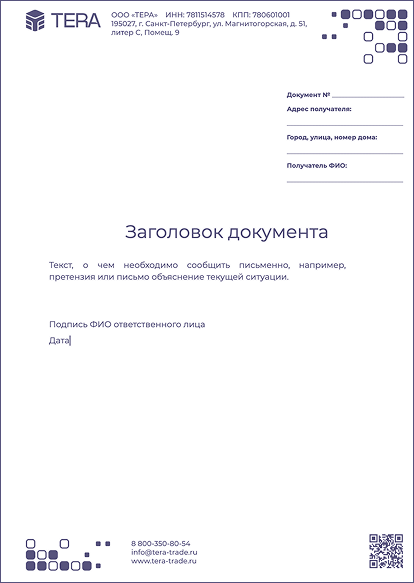 TERA
ООО «ТЕРА» ИНН: 7811514578 КПП: 780601001
195027, г. Санкт-Петербург, ул. Магнитогорская, д. 51,
литер С, Помещ. 9
Документ № ____________________
Адрес получателя:
Город, улица, номер дома:
Получатель ФИО:
Заголовок документа
Текст, о чем необходимо сообщить письменно, например,
претензия или письмо объяснение текущей ситуации.
Подпись ФИО ответственного лица
Дата
8 800-350-80-54
info@tera-trade.ru
www.tera-trade.ru